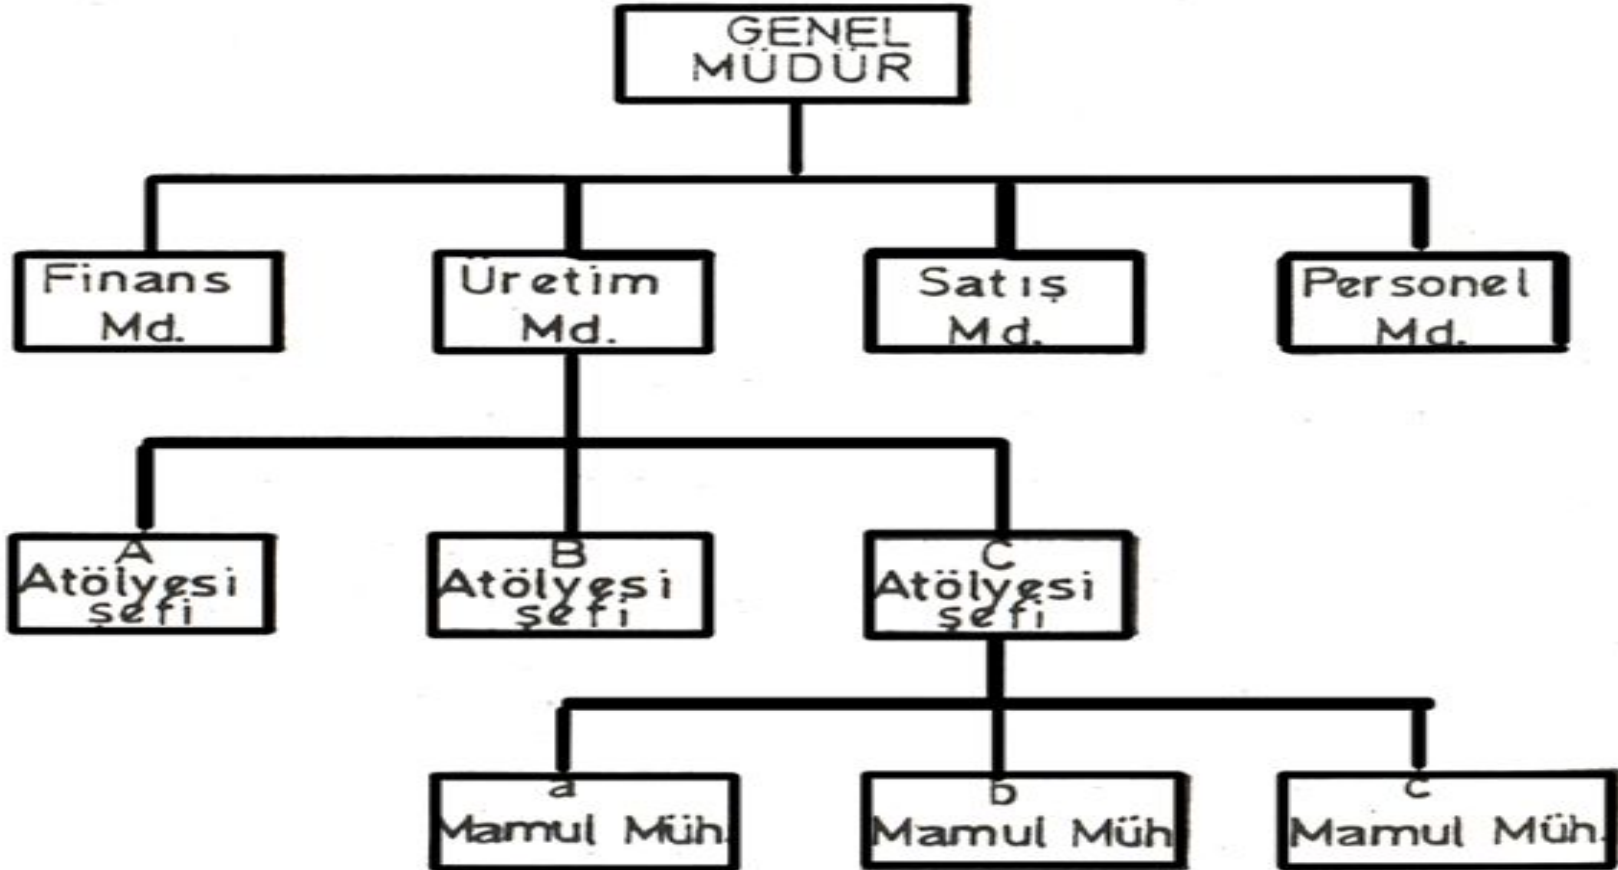 GENEL
MÜDÜR
Finans
Md.
Üretim
Md.
Satış
Md.
Personel
Md.
A
Atölyesi
şefi
B
Atölyesi
şefi
C
Atölyesi
şefi
a
Mamul Müh.
b
Mamul Müh
c
Mamul Müh.